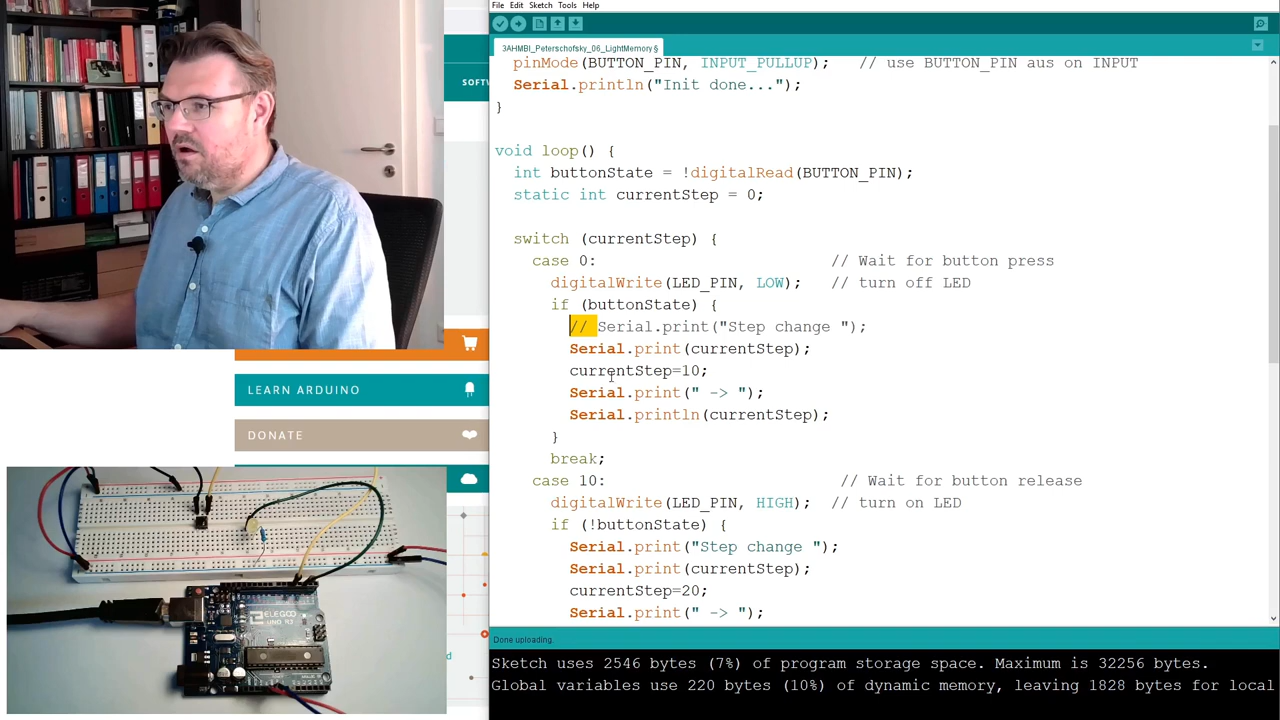 File Edit Sketch Tools Help
3AHMBI_Peterschofsky_06_LightMemory §
pinMode(BUTTON_PIN, INPUT_PULLUP);   // use BUTTON_PIN aus on INPUT
Serial.println("Init done...");
}
void loop() {
int buttonState = !digitalRead(BUTTON_PIN);
static int currentStep = 0;
switch (currentStep) {
case 0:                         // Wait for button press
digitalWrite(LED_PIN, LOW);   // turn off LED
if (buttonState) {
// Serial.print("Step change ");
Serial.print(currentStep);
currentStep=10;
Serial.print(" -> ");
Serial.println(currentStep);
}
break;
case 10:                         // Wait for button release
digitalWrite(LED_PIN, HIGH);  // turn on LED
if (!buttonState) {
Serial.print("Step change ");
Serial.print(currentStep);
currentStep=20;
Serial.print(" -> ");
Done uploading.
Sketch uses 2546 bytes (7%) of program storage space. Maximum is 32256 bytes.
Global variables use 220 bytes (10%) of dynamic memory, leaving 1828 bytes for local
SOFTW
LEARN ARDUINO
DONATE
d
ELEGOO
UNO R3